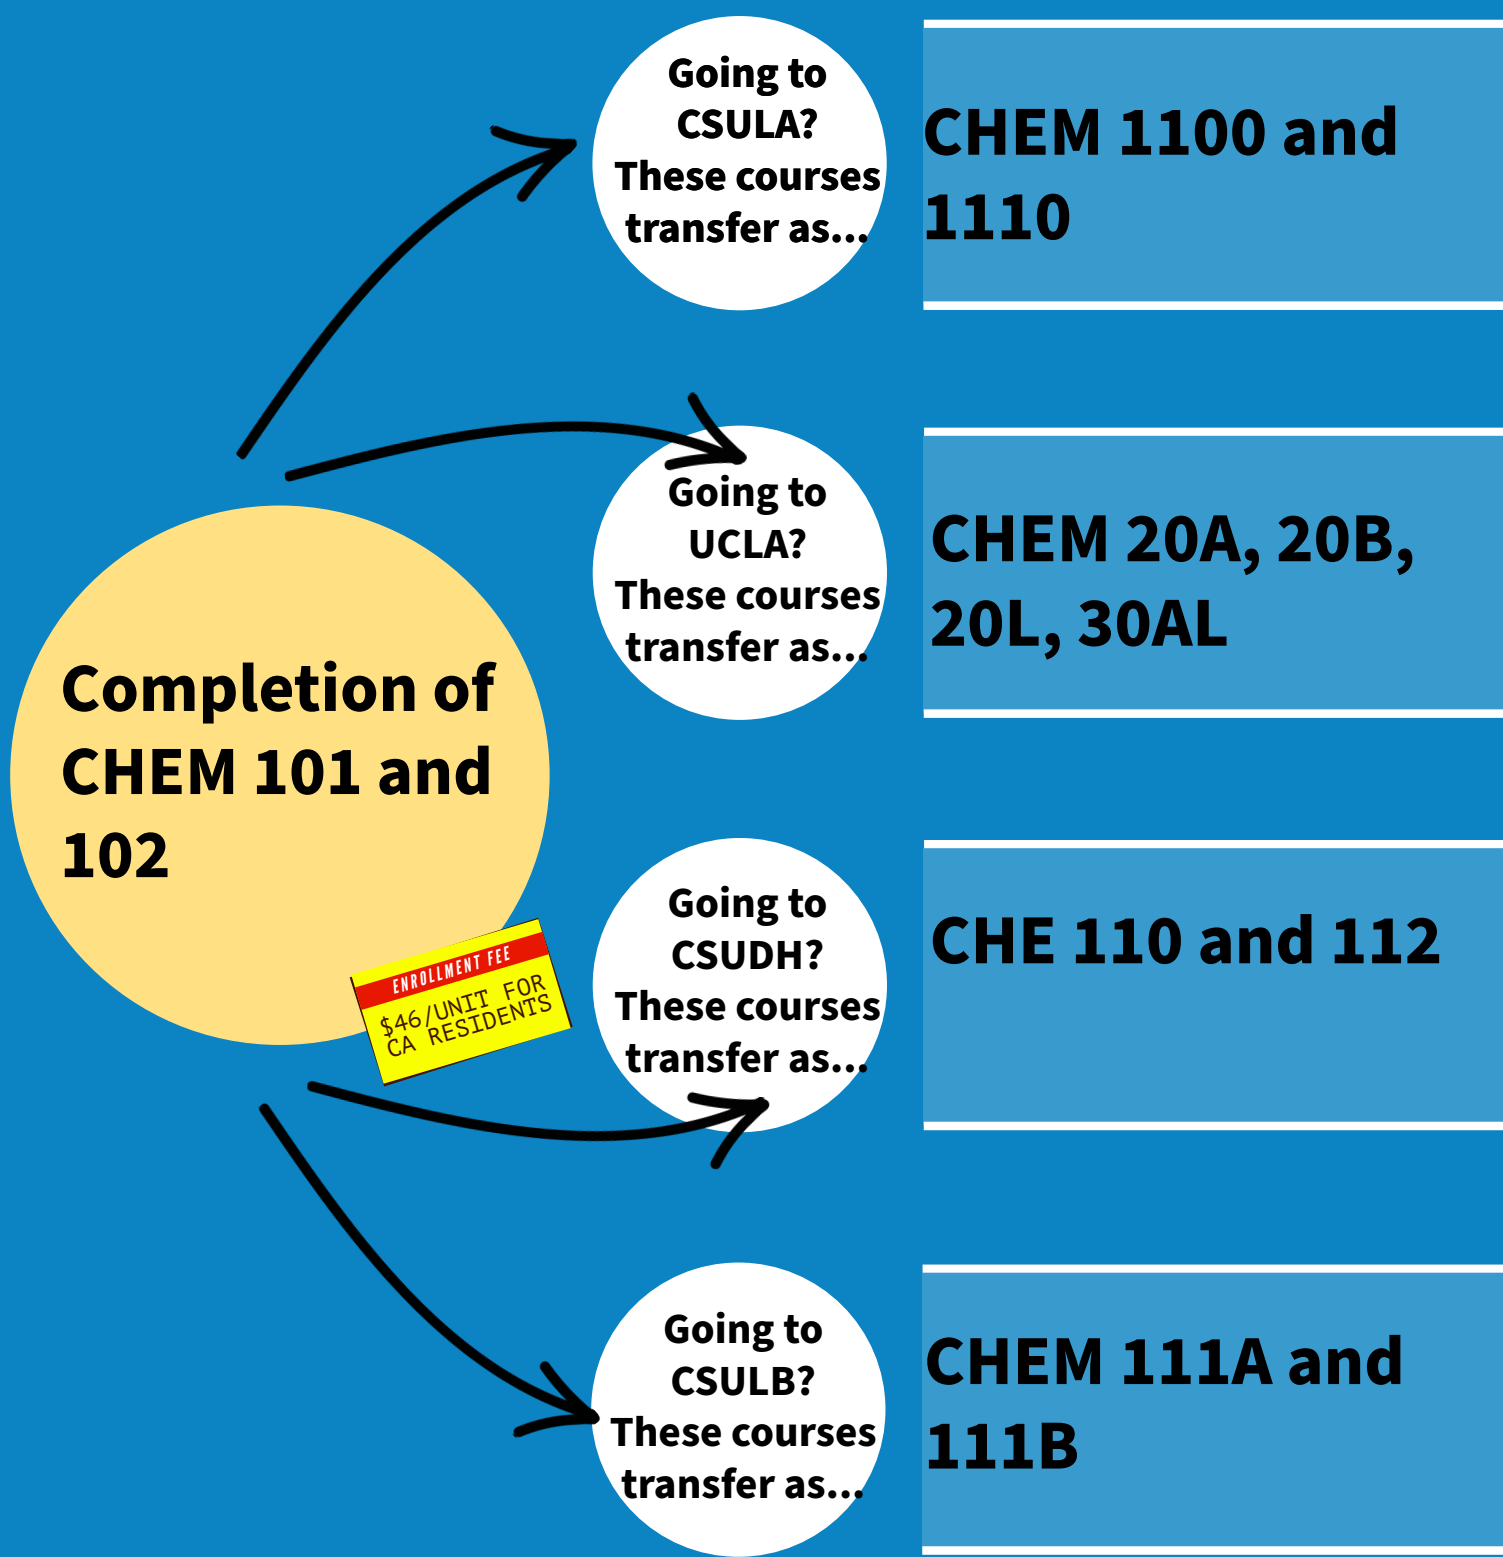 Completion of
CHEM 101 and
102
ENROLLMENT FEE
$46/UNIT FOR
CA RESIDENTS
Going to
CSULA?
These courses
transfer as...
CHEM 1100 and
1110
Going to
UCLA?
These courses
transfer as...
CHEM 20A, 20B,
20L, 30AL
Going to
CSUDH?
These courses
transfer as...
CHE 110 and 112
Going to
CSULB?
These courses
transfer as...
CHEM 111A and
111B